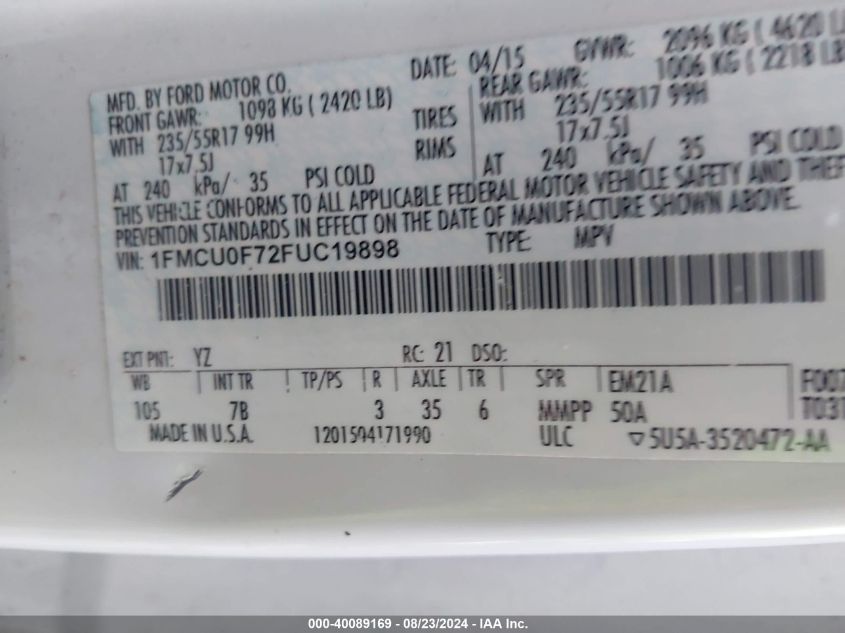 MFD. BY FORD MOTOR CO. DATE: 04/15 GVWR: 2096 KG ( 4620 L
FRONT GAWR: 1098 KG ( 2420 LB) REAR GAWR: 1006 KG ( 2218 LB
WITH 235/55R17 99H TIRES WITH 235/55R17 99H
17x7.5J RIMS 17x7.5J
AT 240 kPa/ 35 PSI COLD AT 240 kPa/ 35 PSI COLD
THIS VEHICLE CONFORMS TO ALL APPLICABLE FEDERAL MOTOR VEHICLE SAFETY AND THEF
PREVENTION STANDARDS IN EFFECT ON THE DATE OF MANUFACTURE SHOWN ABOVE.
VIN: 1FMCU0F72FUC19898 TYPE: MPV
EXT PNT: YZ RC: 21 DSO:
WB INT TR TP/PS R AXLE TR SPR EM21A F007
105 7B 3 35 6 MMPP 50A T031
MADE IN U.S.A. 1201504171990 ULC 5U5A-3520472-AA
000-40089169 - 08/23/2024 - IAA Inc.